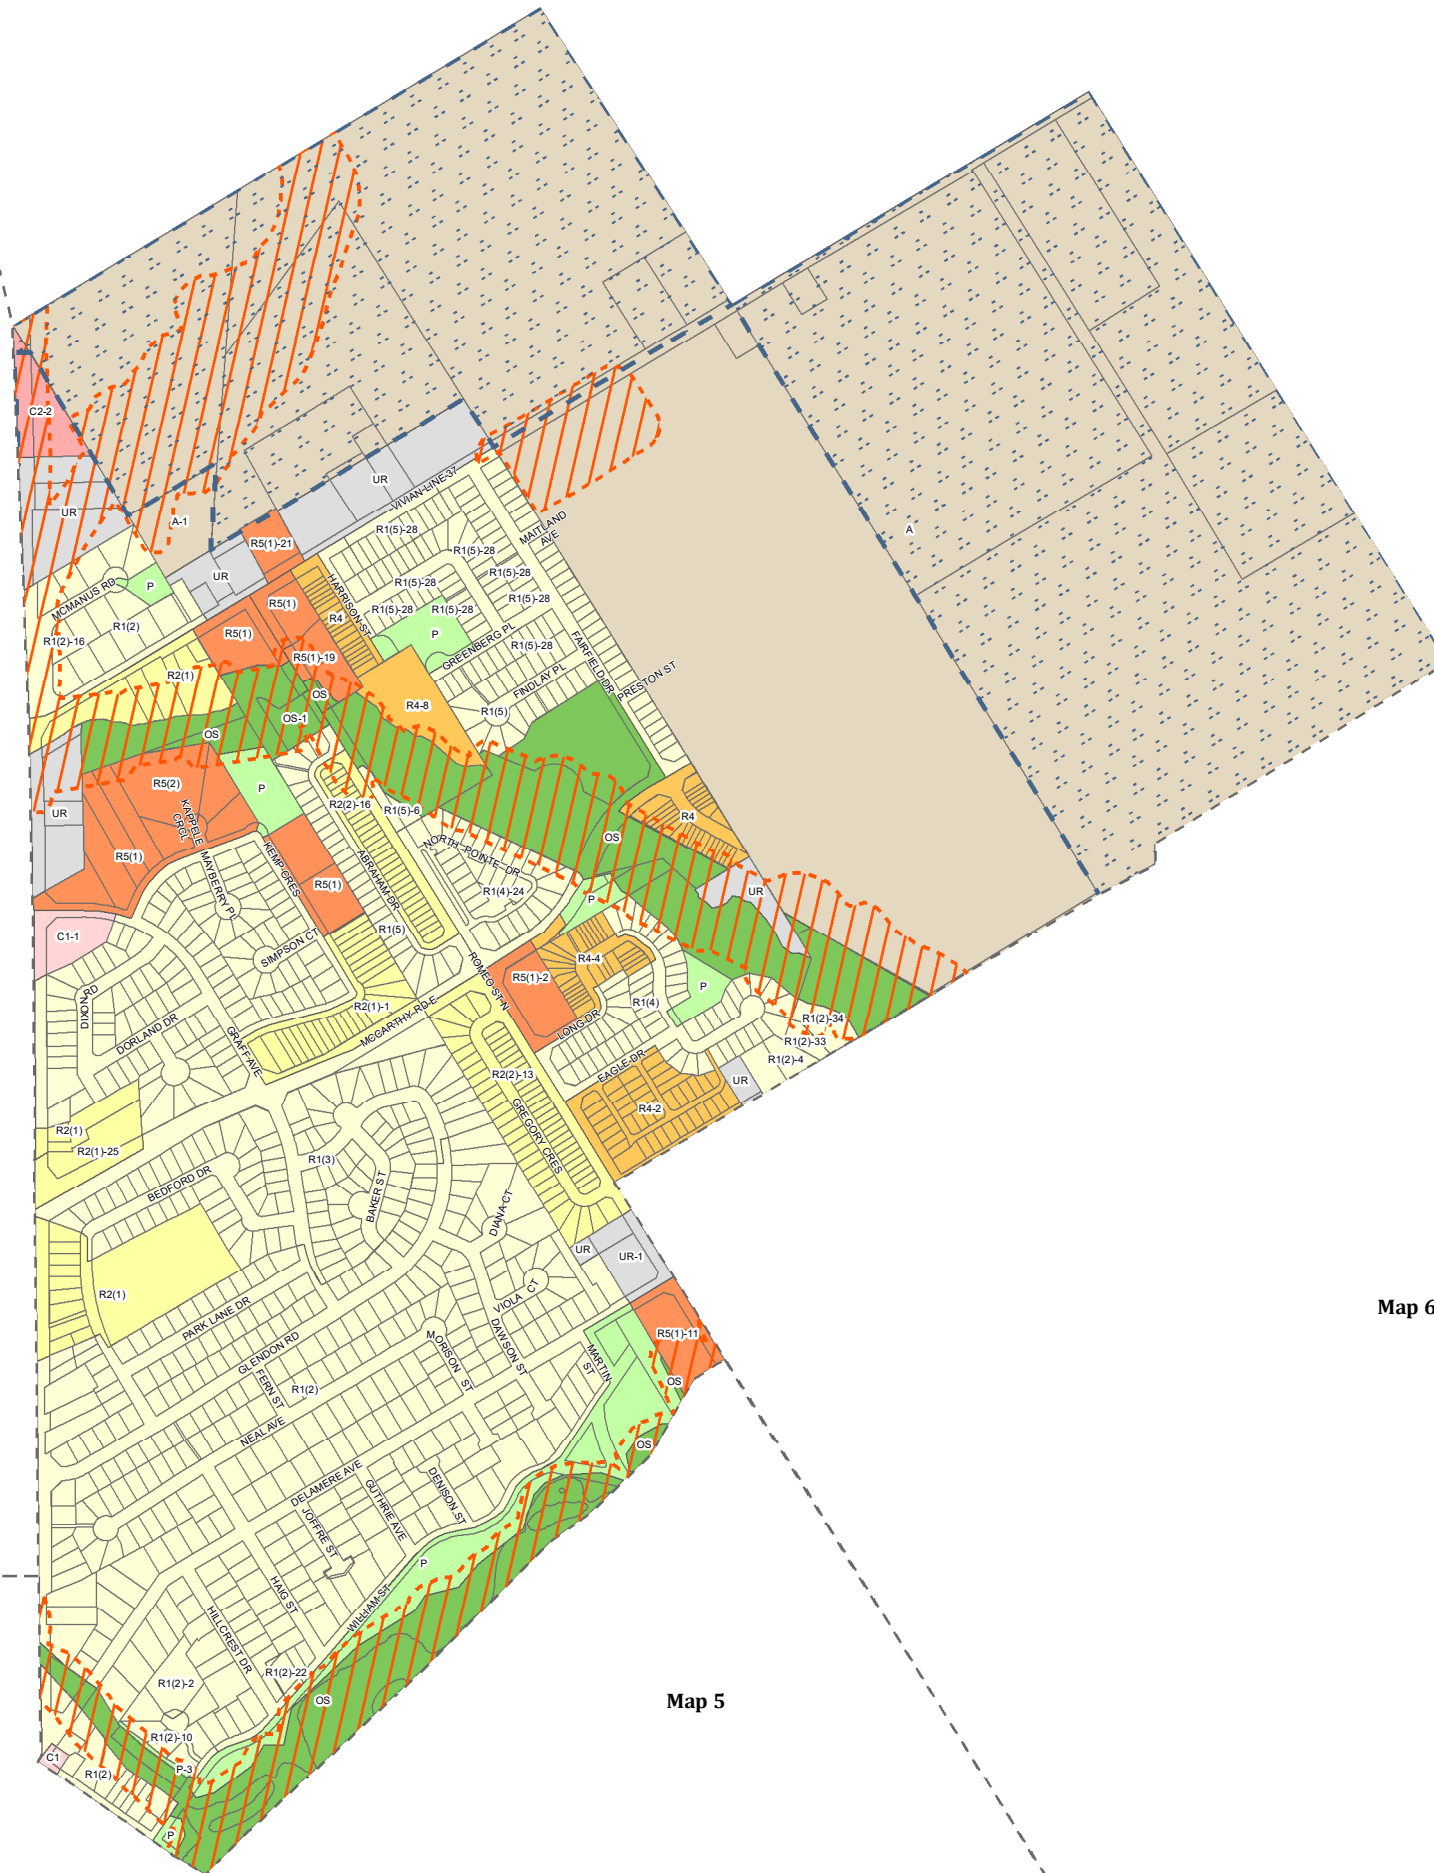 C2-2
UR
VIVIAN LINE 37
UR
A-1
R1(5)-28
MAITLAND
AVE
A
R5(1)-21
R1(5)-28
R1(5)-28
UR
R1(5)-28
P
MCMANUS RD
HARRISON ST
R5(1)
R4
R1(5)-28
R1(5)-28
R1(5)-28
R1(2)
R1(2)-16
R5(1)
P
GREENBERG PL
R1(5)-28
FAIRFIELD DR
R5(1)-19
R2(1)
FINDLAY PL
PRESTON ST
OS
R4-8
R1(5)
OS-1
OS
R5(2)
P
R2(2)-16
R1(5)-6
UR
KAPPELE
CRCL
R4
OS
R5(1)
MAYBERRY PL
KEMP CRES
ABRAHAM DR
NORTH POINTE DR
R5(1)
R1(4)-24
UR
P
C1-1
R1(5)
SIMPSON CT
R4-4
ROMEO ST N
R5(1)-2
DIXON
RD
P
R2(1)-1
R1(4)
MCCARTHY RD E
DORLAND DR
GRAFF AVE
LONG DR
R1(2)-34
R1(2)-33
R1(2)-4
EAGLE DR
R2(2)-13
UR
R4-2
GREGORY CRES
R2(1)
R2(1)-25
R1(3)
BEDFORD DR
BAKER ST
DIANA CT
UR
UR-1
R2(1)
VIOLA CT
Map 6
PARK LANE DR
GLENDON RD
MORISON ST
DAWSON ST
MARTIN
ST
R5(1)-11
FERN ST
R1(2)
OS
NEAL AVE
OS
DELAMERE AVE
GUTHRIE AVE
DENISON ST
JOFFRE ST
P
HAIG ST
WILLIAM ST
HILLCREST DR
R1(2)-22
R1(2)-2
OS
Map 5
R1(2)-10
C1
P-3
R1(2)
P